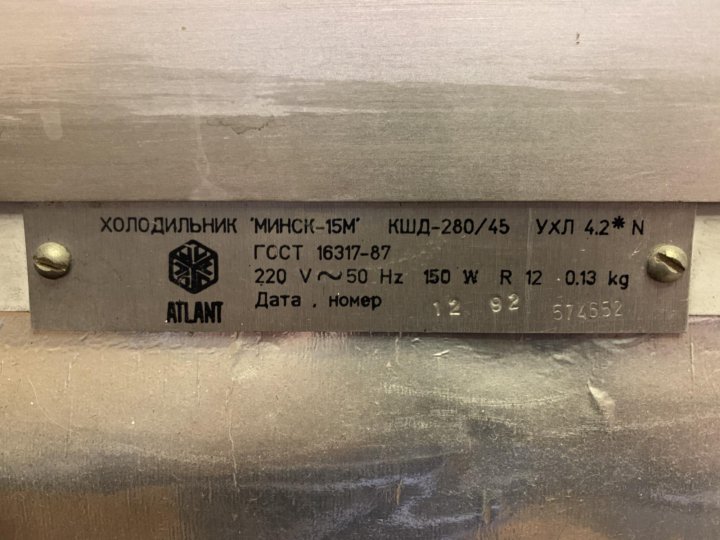 ХОЛОДИЛЬНИК "МИНСК-15М" КШД-280/45 УХЛ 4.2* N
ГОСТ 16317-87
220 V ~ 50 Hz 150 W R 12 0.13 kg
ATLANT
Дата , номер 12 92 574652